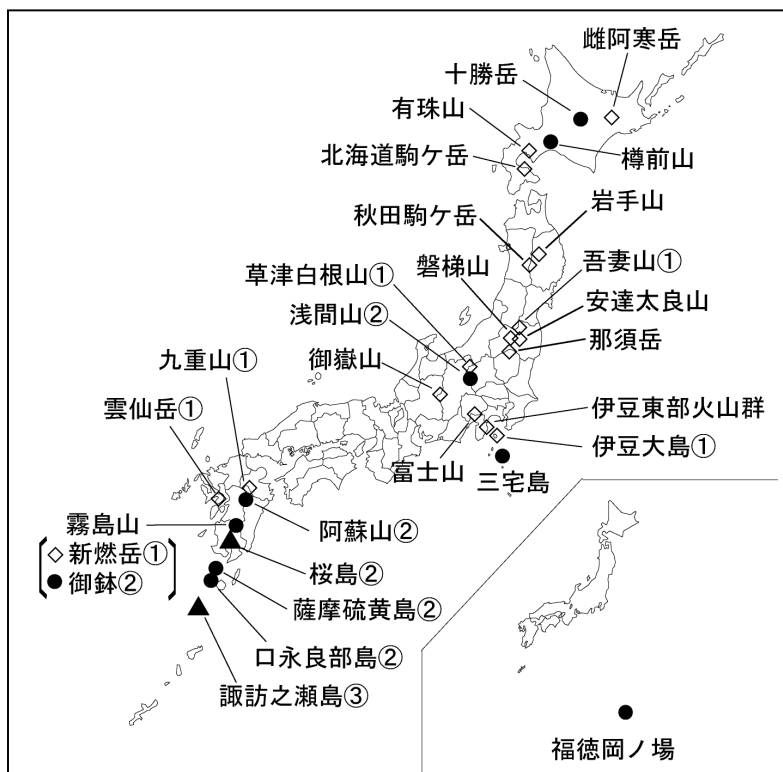 雌阿寒岳
十勝岳
有珠山
北海道駒ケ岳
樽前山
岩手山
秋田駒ケ岳
磐梯山
吾妻山①
草津白根山①
安達太良山
浅間山②
那須岳
御嶽山
九重山①
伊豆東部火山群
雲仙岳①
伊豆大島①
富士山
三宅島
霧島山
阿蘇山②
◇新燃岳①
●御鉢②
桜島②
薩摩硫黄島②
口永良部島②
諏訪之瀬島③
福徳岡ノ場